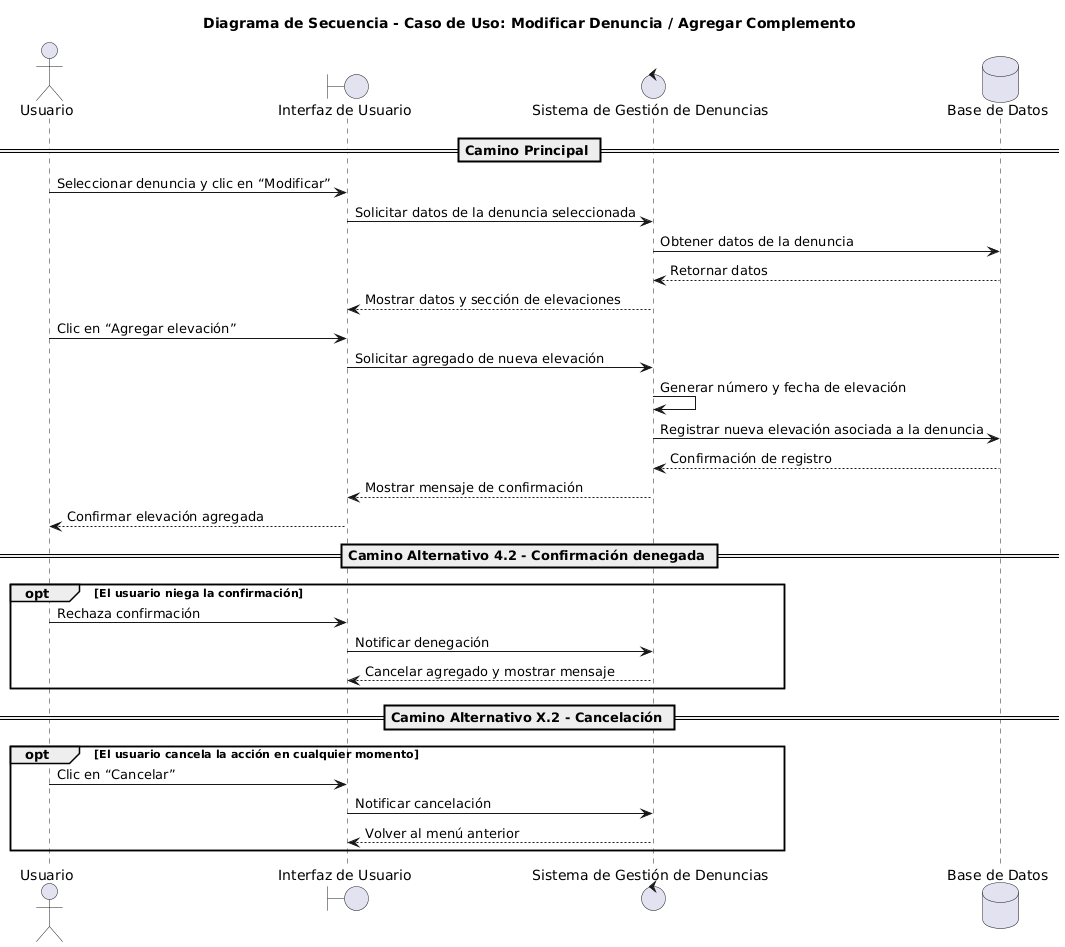 Diagrama de Secuencia - Caso de Uso: Modificar Denuncia / Agregar Complemento
Usuario
Interfaz de Usuario
Sistema de Gestión de Denuncias
Base de Datos
Camino Principal
Seleccionar denuncia y clic en “Modificar”
Solicitar datos de la denuncia seleccionada
Obtener datos de la denuncia
Retornar datos
Mostrar datos y sección de elevaciones
Clic en “Agregar elevación”
Solicitar agregado de nueva elevación
Generar número y fecha de elevación
Registrar nueva elevación asociada a la denuncia
Confirmación de registro
Mostrar mensaje de confirmación
Confirmar elevación agregada
Camino Alternativo 4.2 - Confirmación denegada
opt [El usuario niega la confirmación]
Rechaza confirmación
Notificar denegación
Cancelar agregado y mostrar mensaje
Camino Alternativo X.2 - Cancelación
opt [El usuario cancela la acción en cualquier momento]
Clic en “Cancelar”
Notificar cancelación
Volver al menú anterior
Usuario
Interfaz de Usuario
Sistema de Gestión de Denuncias
Base de Datos